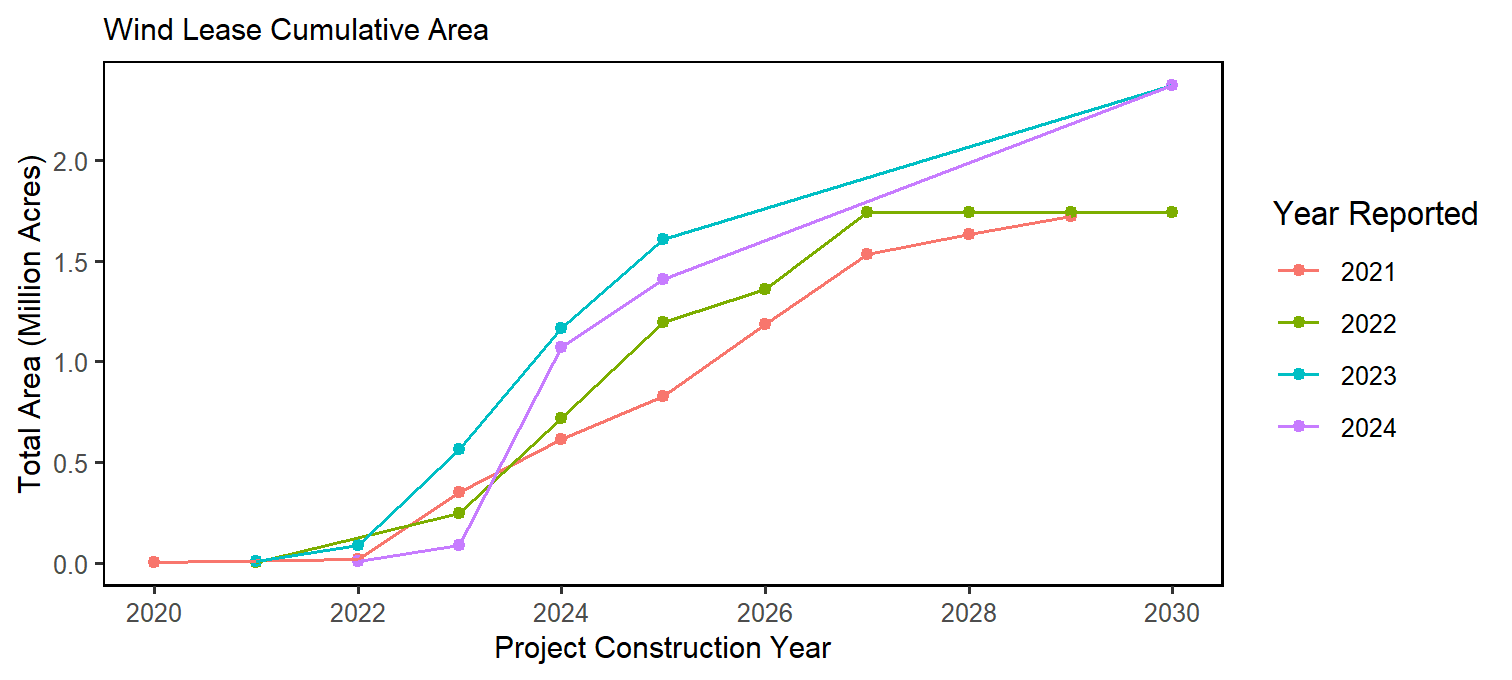 Wind Lease Cumulative Area
Total Area (Million Acres)
2.0
1.5
1.0
0.5
0.0
2020 2022 2024 2026 2028 2030
Project Construction Year
Year Reported
2021
2022
2023
2024